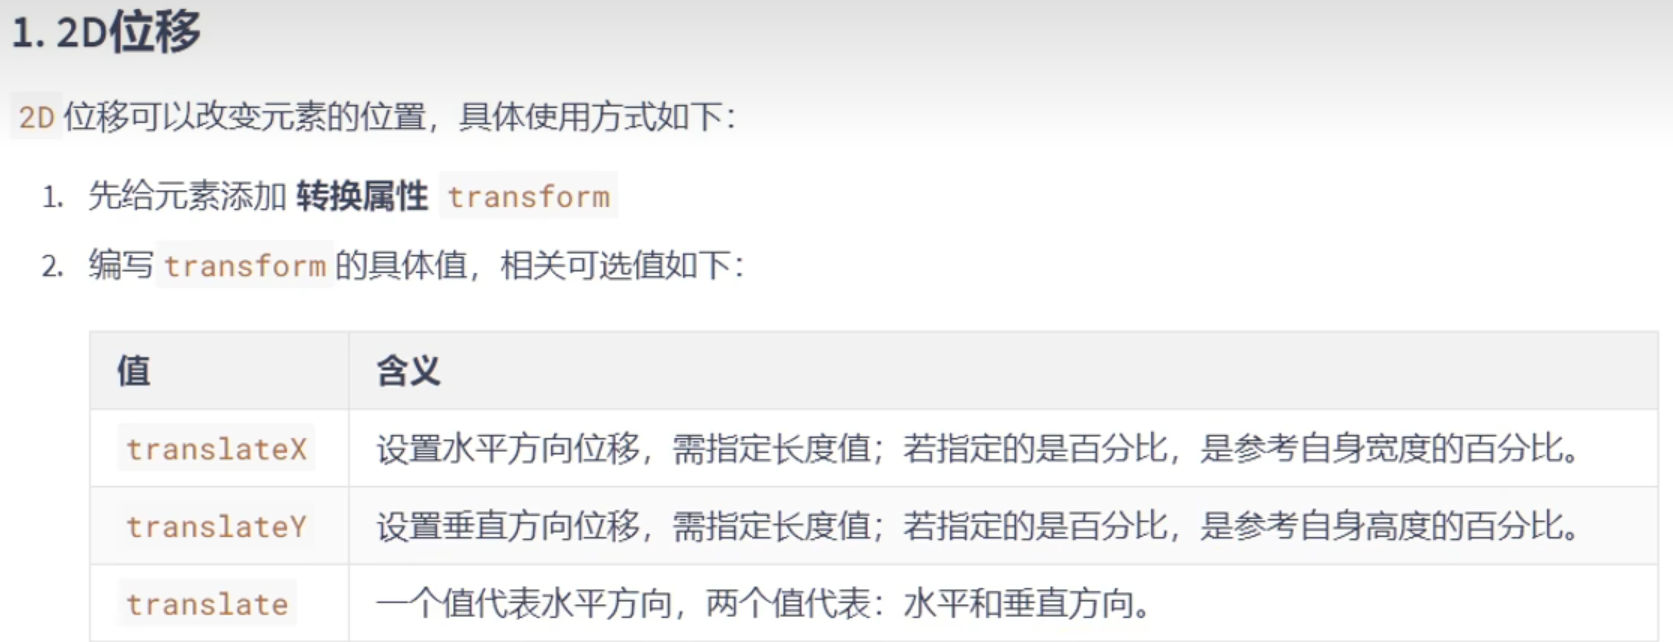 1. 2D位移
2D位移可以改变元素的位置，具体使用方式如下：
1. 先给元素添加 转换属性 transform
2. 编写 transform 的具体值，相关可选值如下：
值 含义
translateX 设置水平方向位移，需指定长度值；若指定的是百分比，是参考自身宽度的百分比。
translateY 设置垂直方向位移，需指定长度值；若指定的是百分比，是参考自身高度的百分比。
translate 一个值代表水平方向，两个值代表：水平和垂直方向。